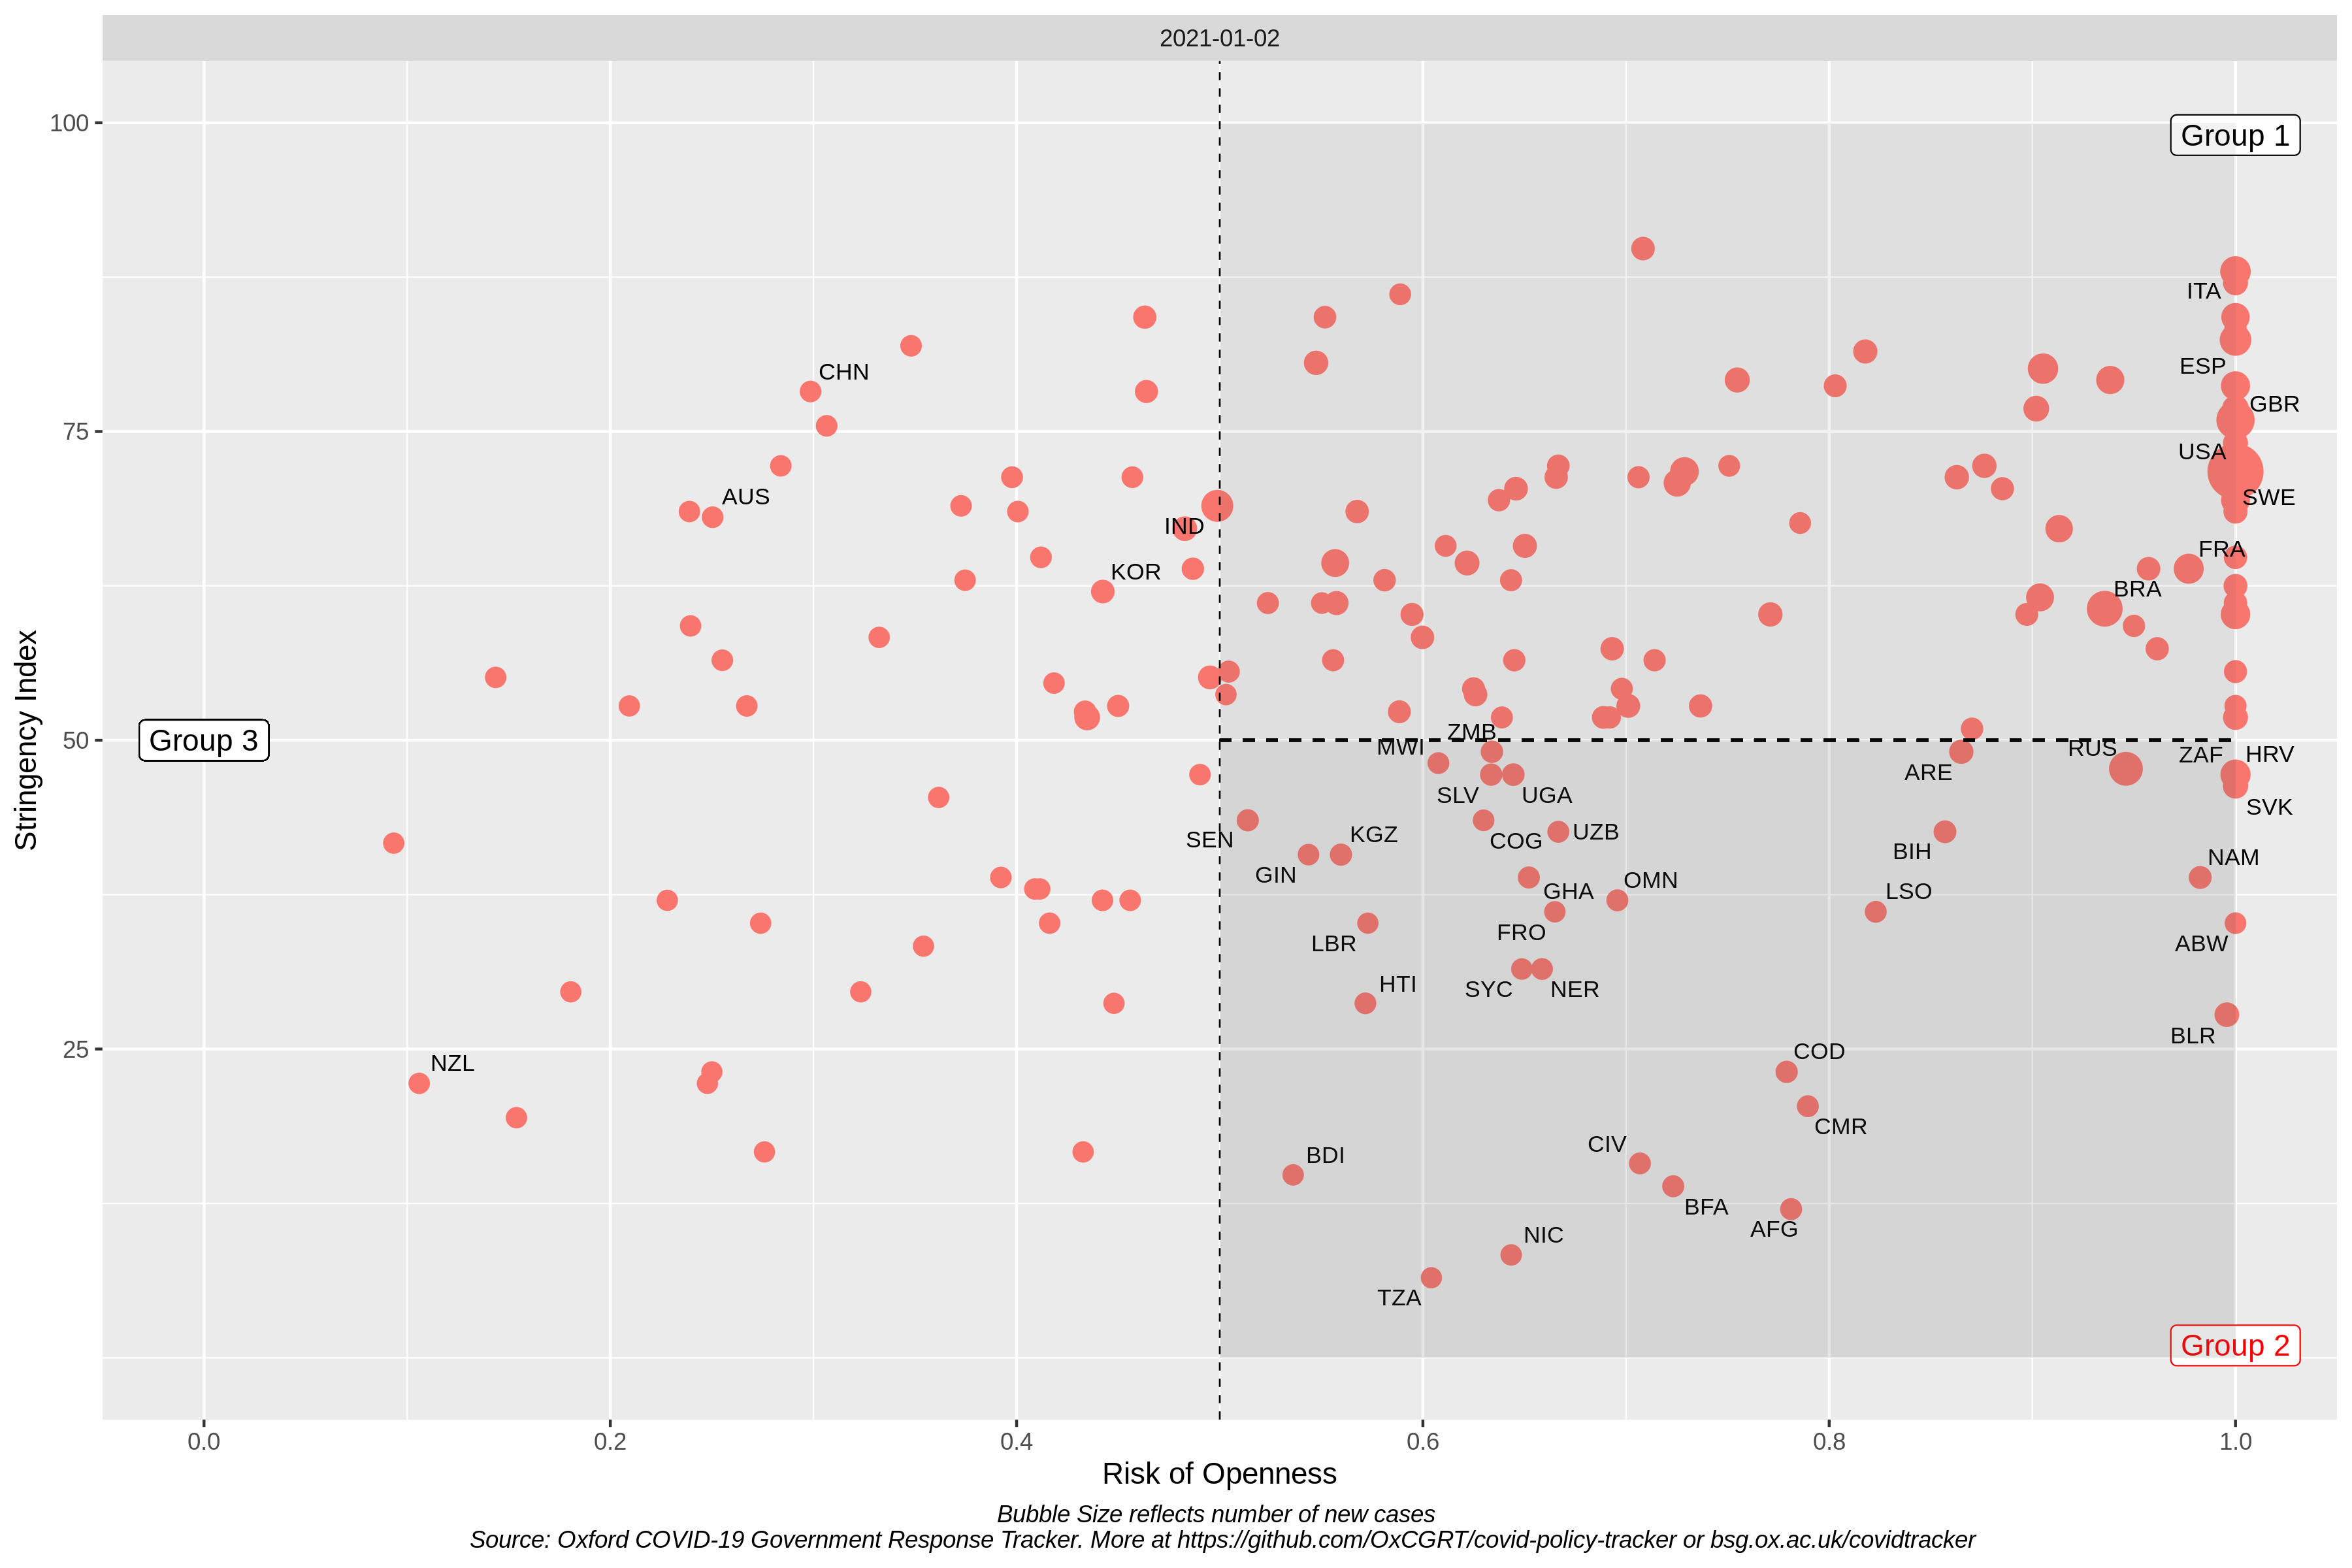 2021-01-02
100
Group 1
ITA
CHN
ESP
GBR
75
USA
AUS
SWE
IND
FRA
KOR
BRA
ZMB
Group 3
50
MWI
RUS
ZAF
HRV
ARE
SLV
UGA
SVK
SEN
KGZ
UZB
COG
BIH
NAM
GIN
OMN
GHA
LSO
FRO
LBR
ABW
HTI
SYC
NER
BLR
25
COD
NZL
CMR
CIV
BDI
BFA
AFG
NIC
TZA
Group 2
Stringency Index
0.0
0.2
0.4
0.6
0.8
1.0
Risk of Openness
Bubble Size reflects number of new cases
Source: Oxford COVID-19 Government Response Tracker. More at https://github.com/OxCGRT/covid-policy-tracker or bsg.ox.ac.uk/covidtracker